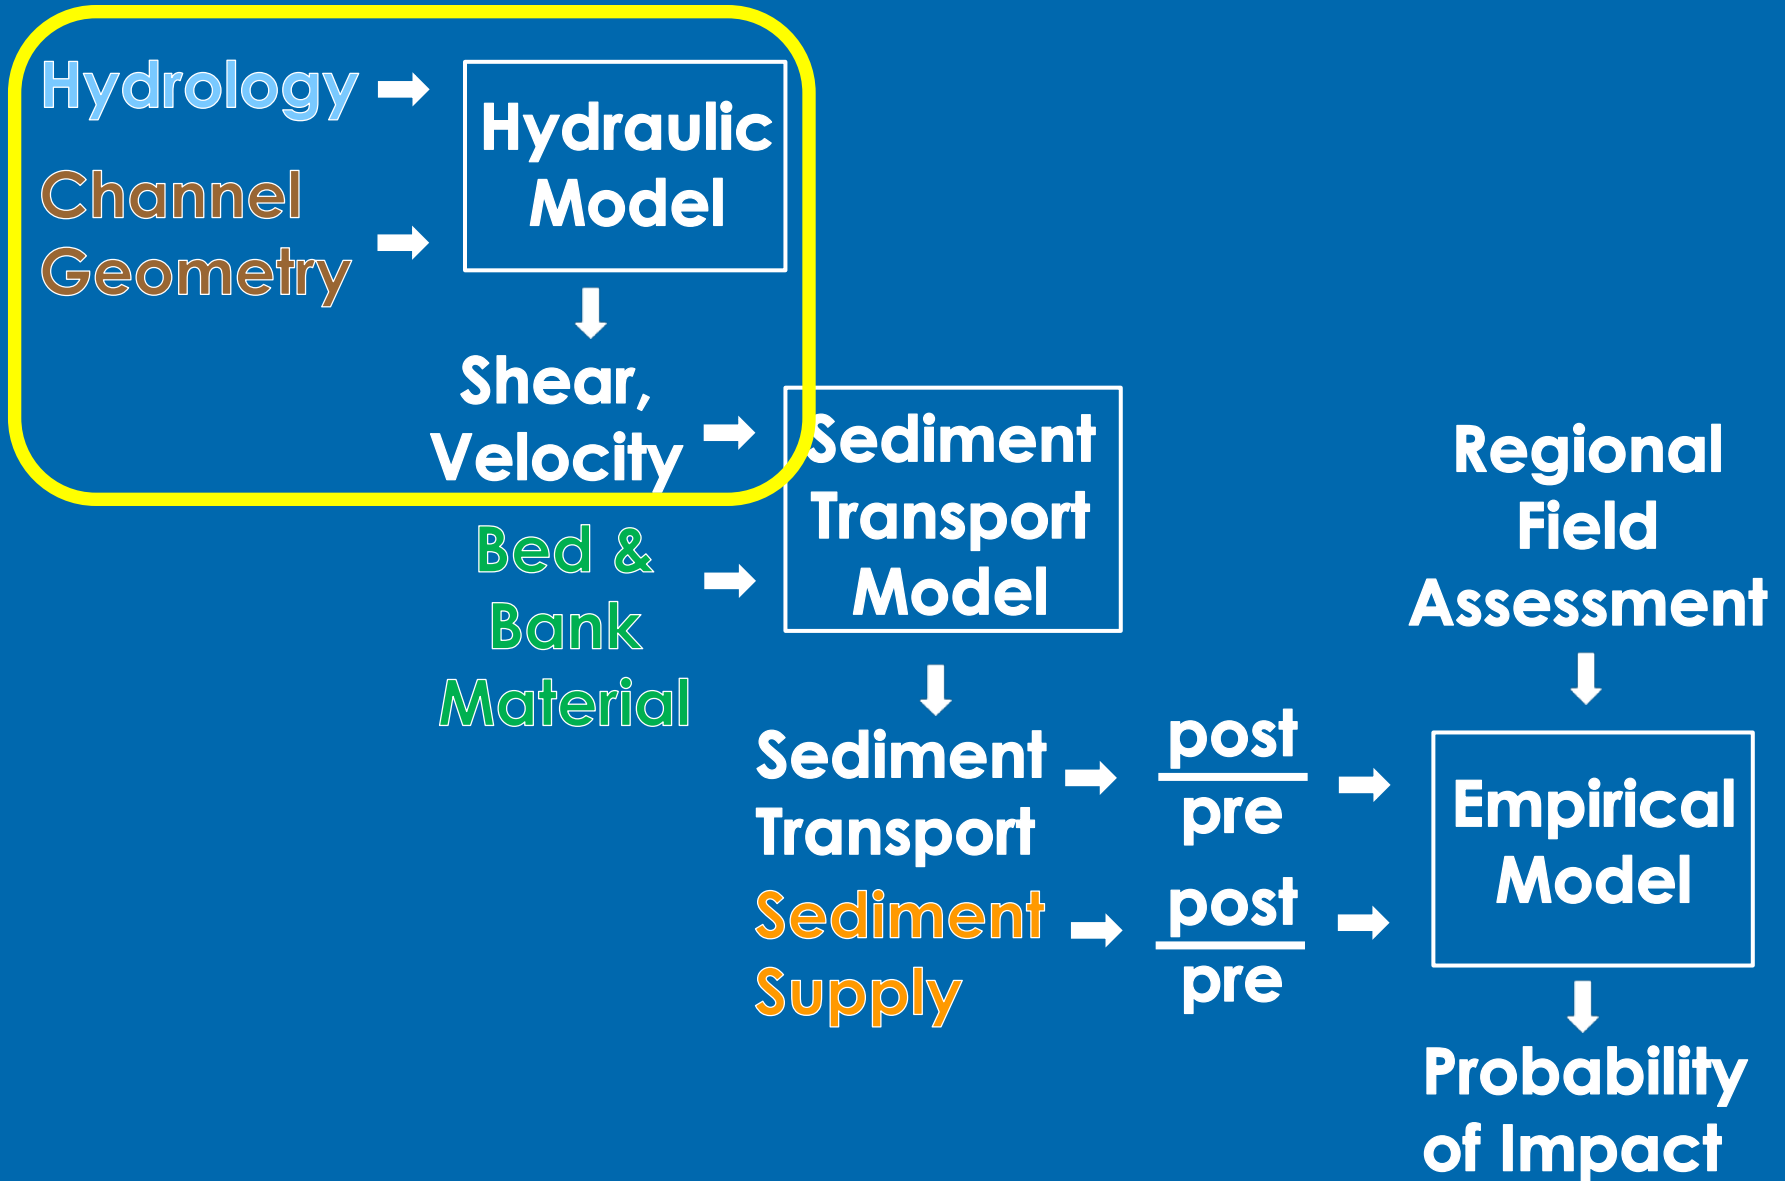 Hydrology
Channel
Geometry
Hydraulic
Model
Shear,
Velocity
Bed &
Bank
Material
Sediment
Transport
Model
Sediment
Transport
post
pre
Sediment
Supply
post
pre
Regional
Field
Assessment
Empirical
Model
Probability
of Impact